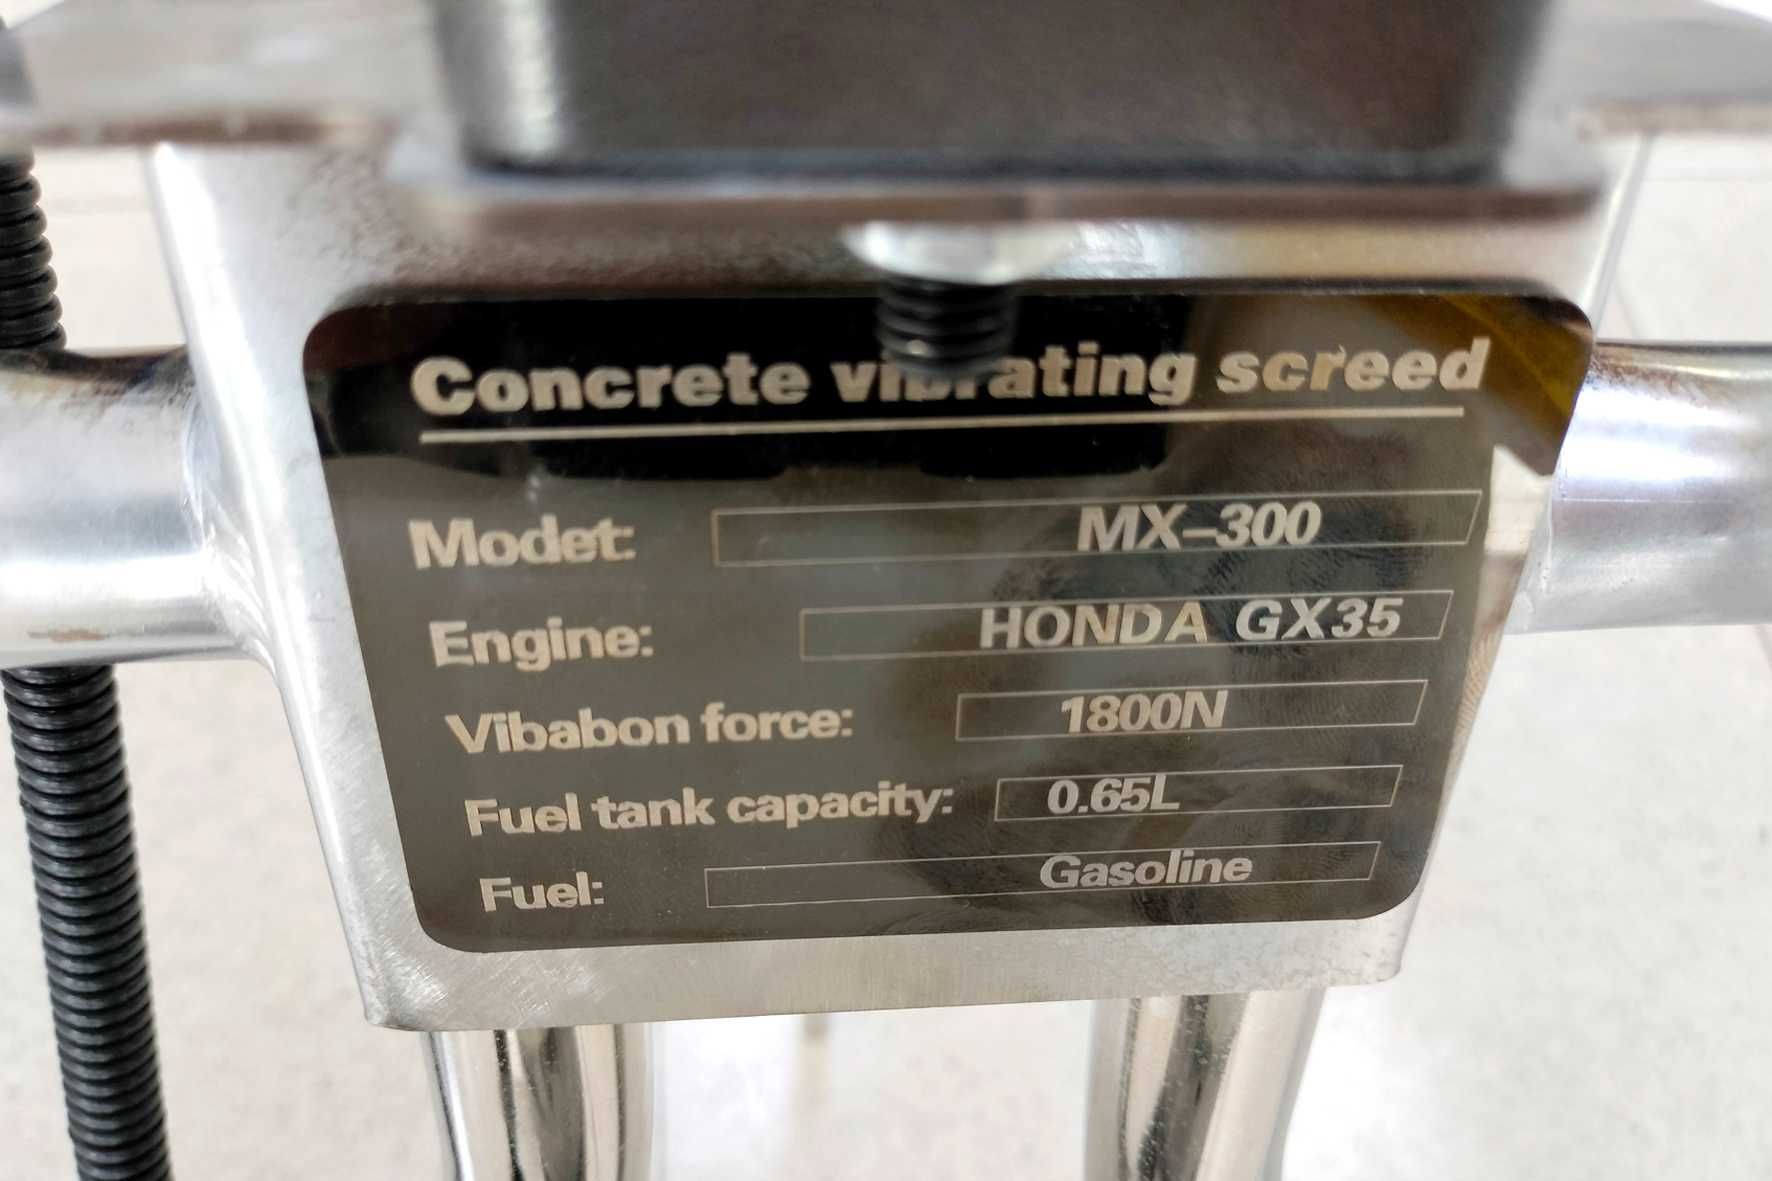 Concrete vibrating screed
Modet: MX-300
Engine: HONDA GX35
Vibabon force: 1800N
Fuel tank capacity: 0.65L
Fuel: Gasoline